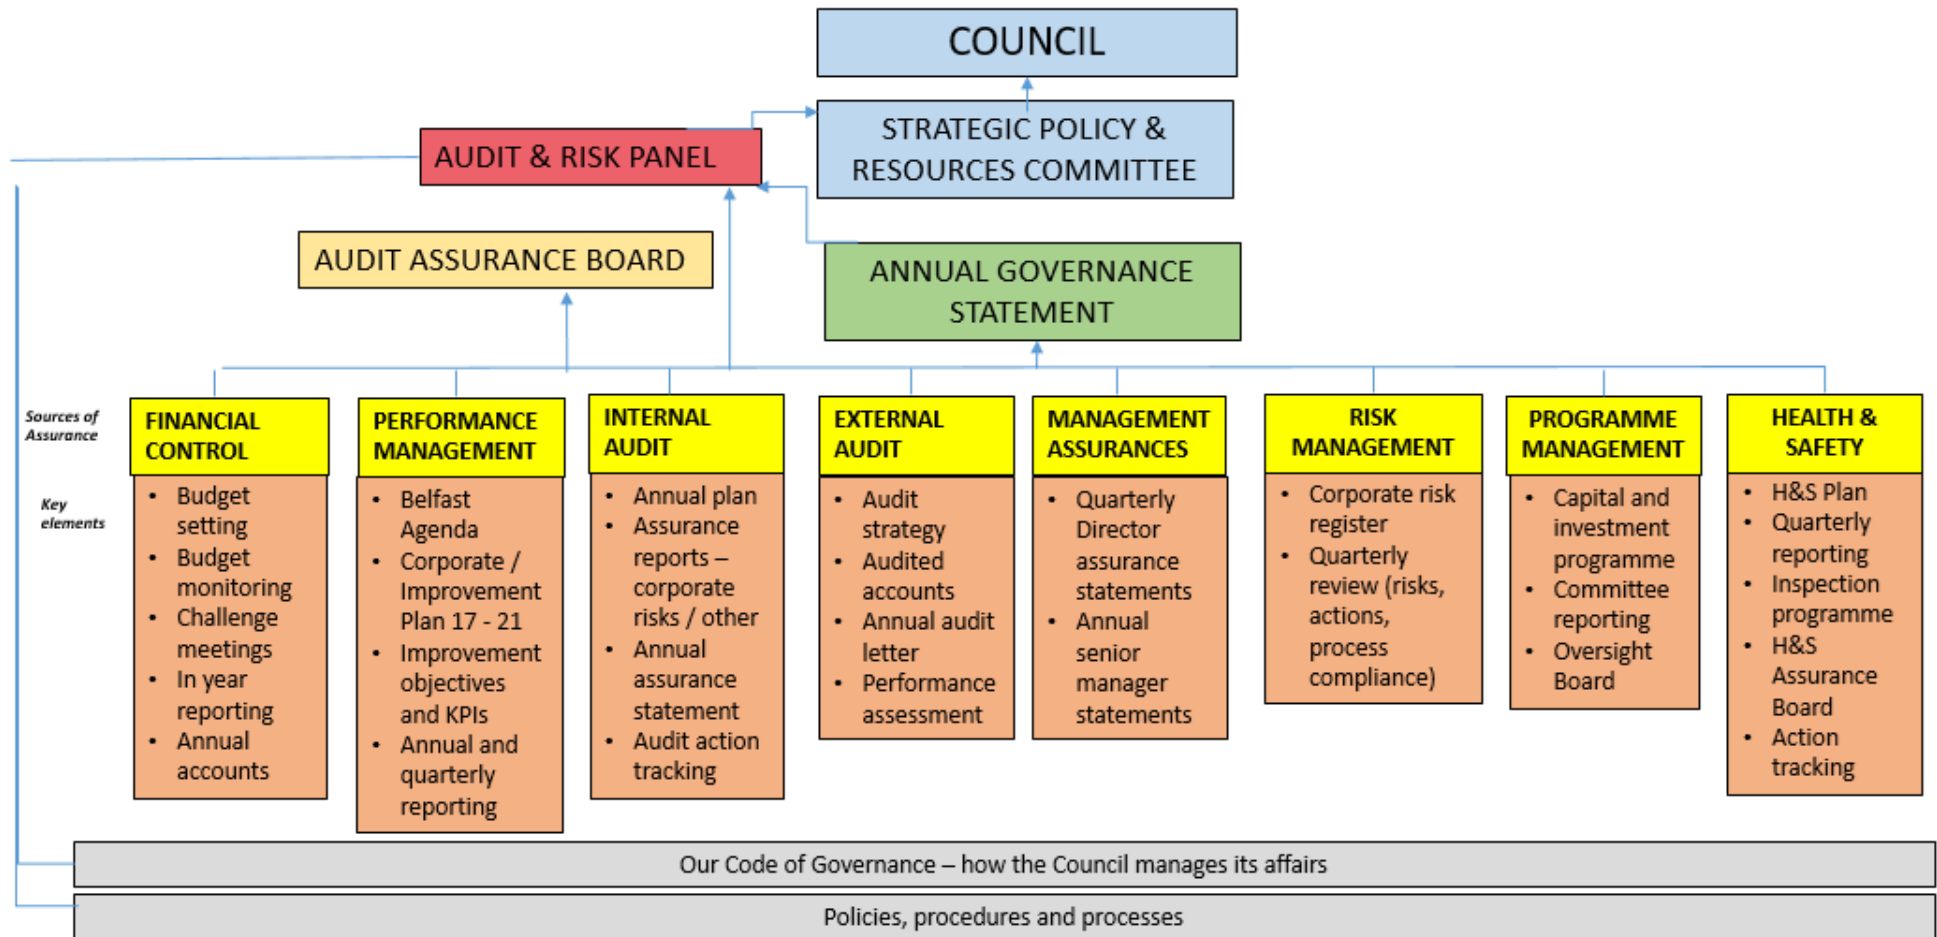 COUNCIL
STRATEGIC POLICY &
RESOURCES COMMITTEE
AUDIT & RISK PANEL
AUDIT ASSURANCE BOARD
ANNUAL GOVERNANCE
STATEMENT
Sources of
Assurance
Key
elements
FINANCIAL
CONTROL
• Budget
setting
• Budget
monitoring
• Challenge
meetings
• In year
reporting
• Annual
accounts
PERFORMANCE
MANAGEMENT
• Belfast
Agenda
• Corporate /
Improvement
Plan 17 - 21
• Improvement
objectives
and KPIs
• Annual and
quarterly
reporting
INTERNAL
AUDIT
• Annual plan
• Assurance
reports –
corporate
risks / other
• Annual
assurance
statement
• Audit action
tracking
EXTERNAL
AUDIT
• Audit
strategy
• Audited
accounts
• Annual audit
letter
• Performance
assessment
MANAGEMENT
ASSURANCES
• Quarterly
Director
assurance
statements
• Annual
senior
manager
statements
RISK
MANAGEMENT
• Corporate risk
register
• Quarterly
review (risks,
actions,
process
compliance)
PROGRAMME
MANAGEMENT
• Capital and
investment
programme
• Committee
reporting
• Oversight
Board
HEALTH &
SAFETY
• H&S Plan
• Quarterly
reporting
• Inspection
programme
• H&S
Assurance
Board
• Action
tracking
Our Code of Governance – how the Council manages its affairs
Policies, procedures and processes